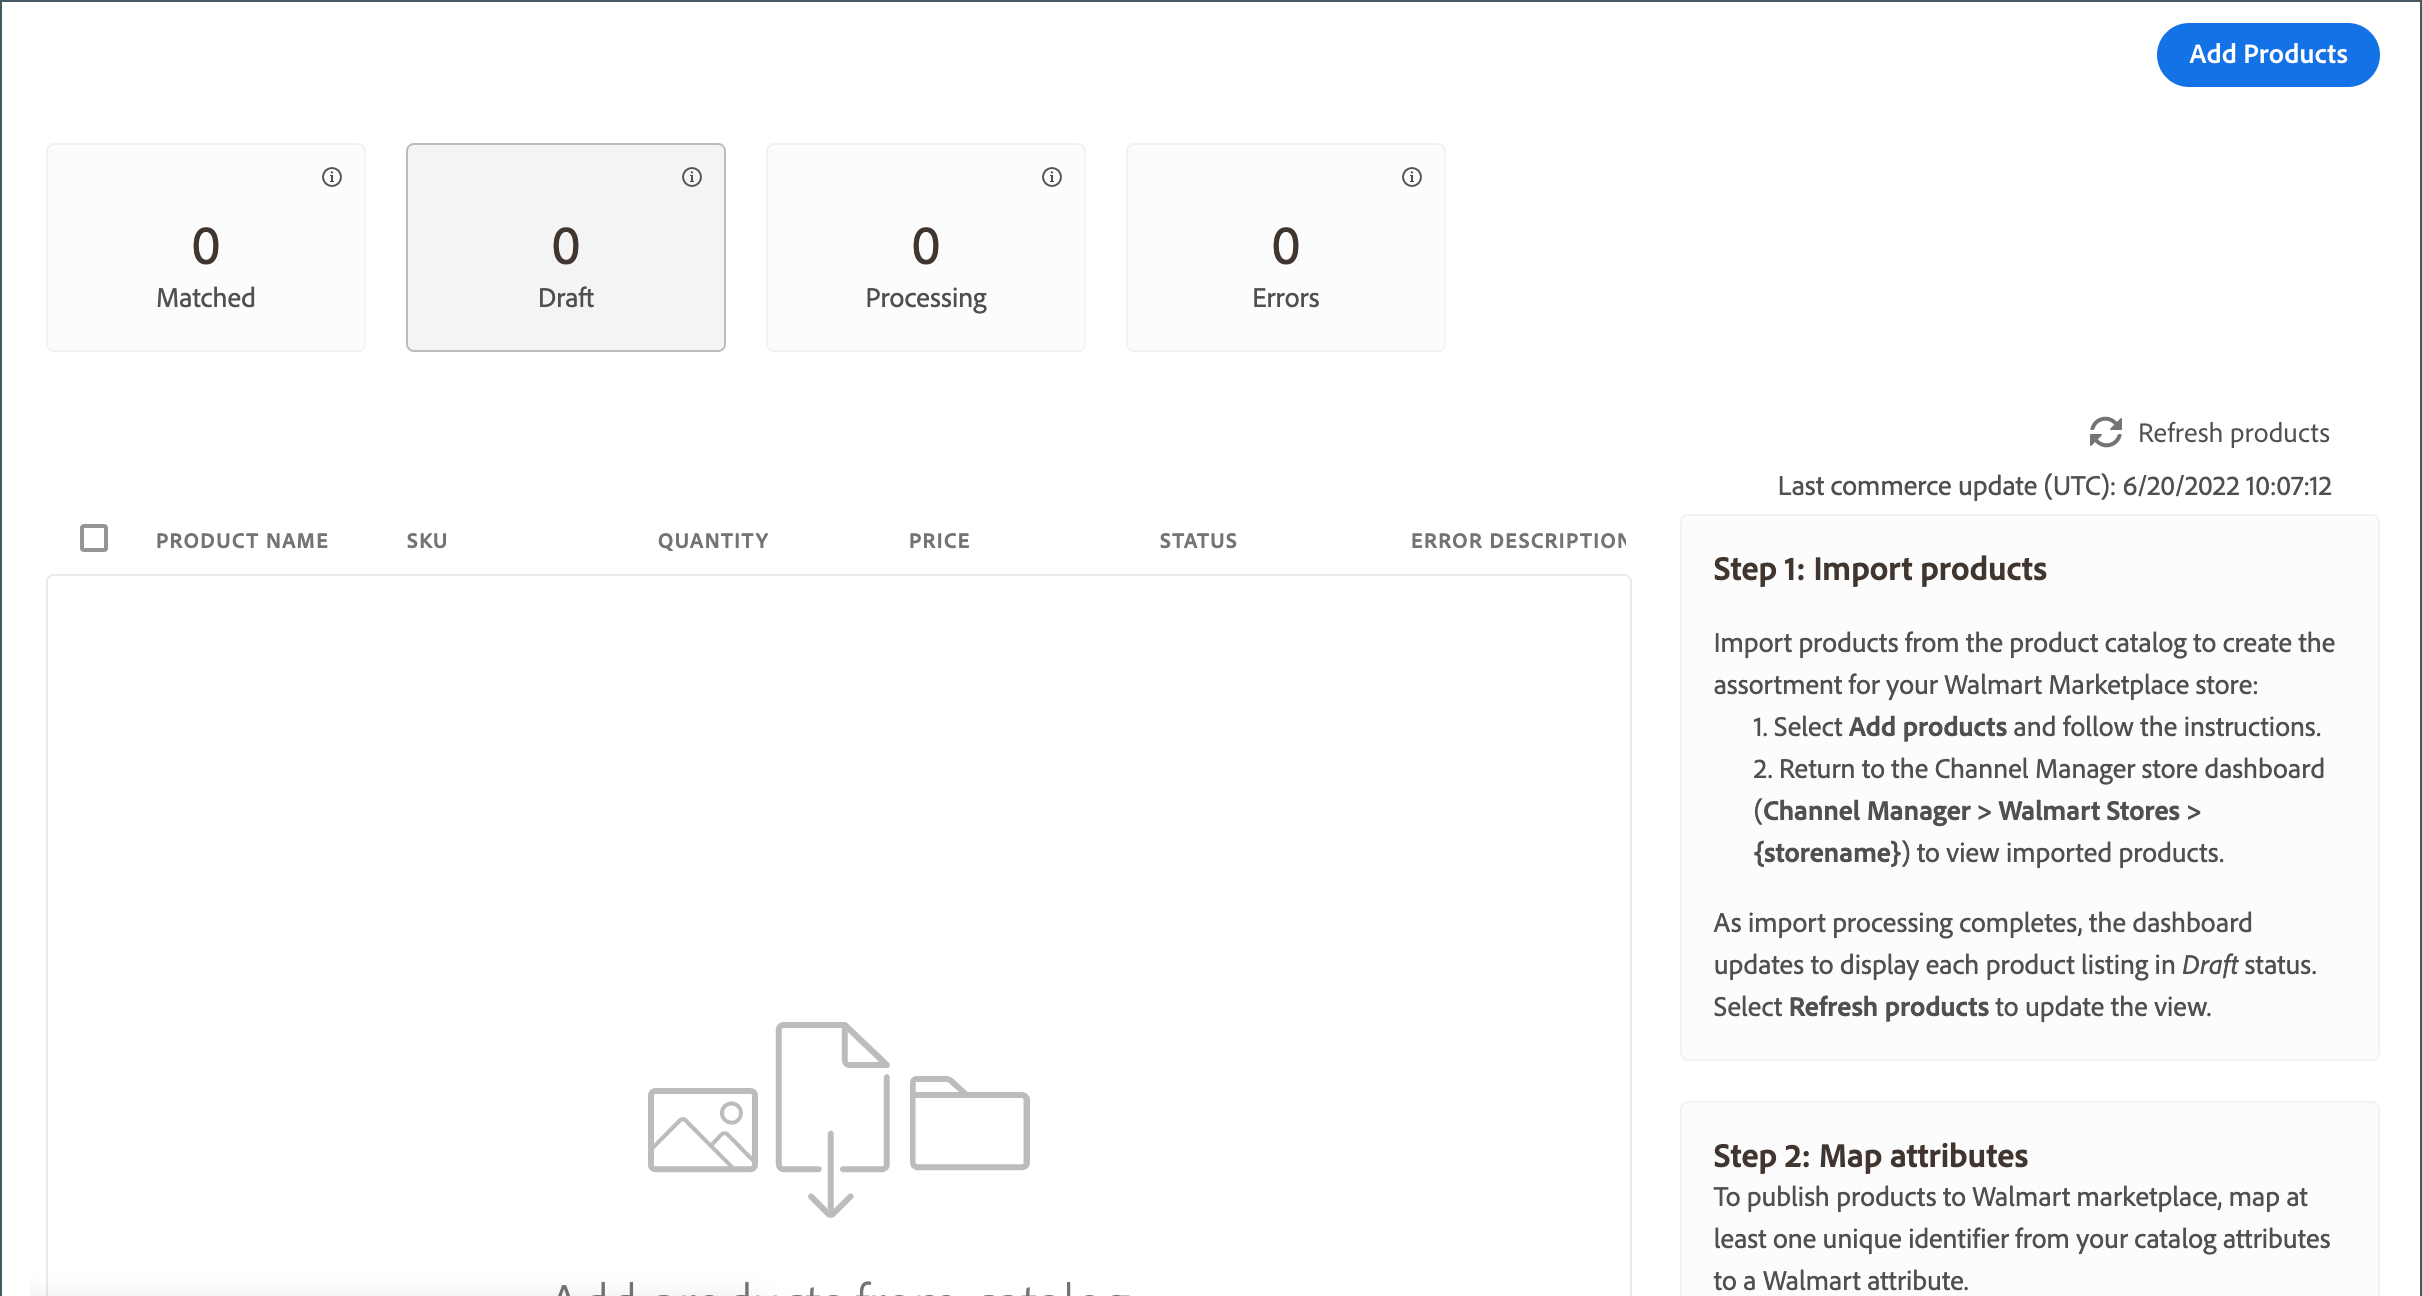 Add Products
0
Matched
0
Draft
0
Processing
0
Errors
Refresh products
Last commerce update (UTC): 6/20/2022 10:07:12
PRODUCT NAME SKU QUANTITY PRICE STATUS ERROR DESCRIPTION
Add products from catalog
Step 1: Import products
Import products from the product catalog to create the
assortment for your Walmart Marketplace store:
1. Select Add products and follow the instructions.
2. Return to the Channel Manager store dashboard
(Channel Manager > Walmart Stores >
{storename}) to view imported products.
As import processing completes, the dashboard
updates to display each product listing in Draft status.
Select Refresh products to update the view.
Step 2: Map attributes
To publish products to Walmart marketplace, map at
least one unique identifier from your catalog attributes
to a Walmart attribute.